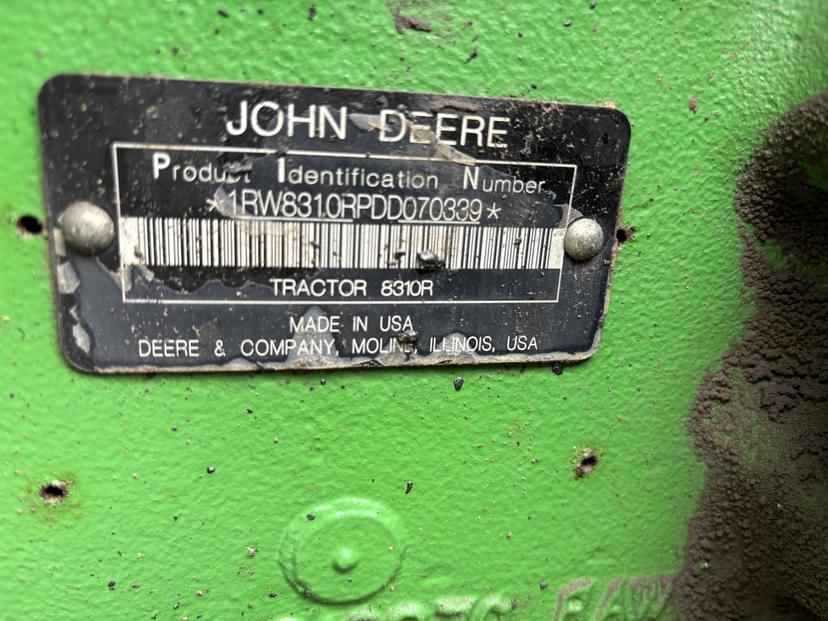 JOHN DEERE
Product Identification Number
*1RW8310RPDD070339*
TRACTOR 8310R
MADE IN USA
DEERE & COMPANY, MOLINE, ILLINOIS, USA